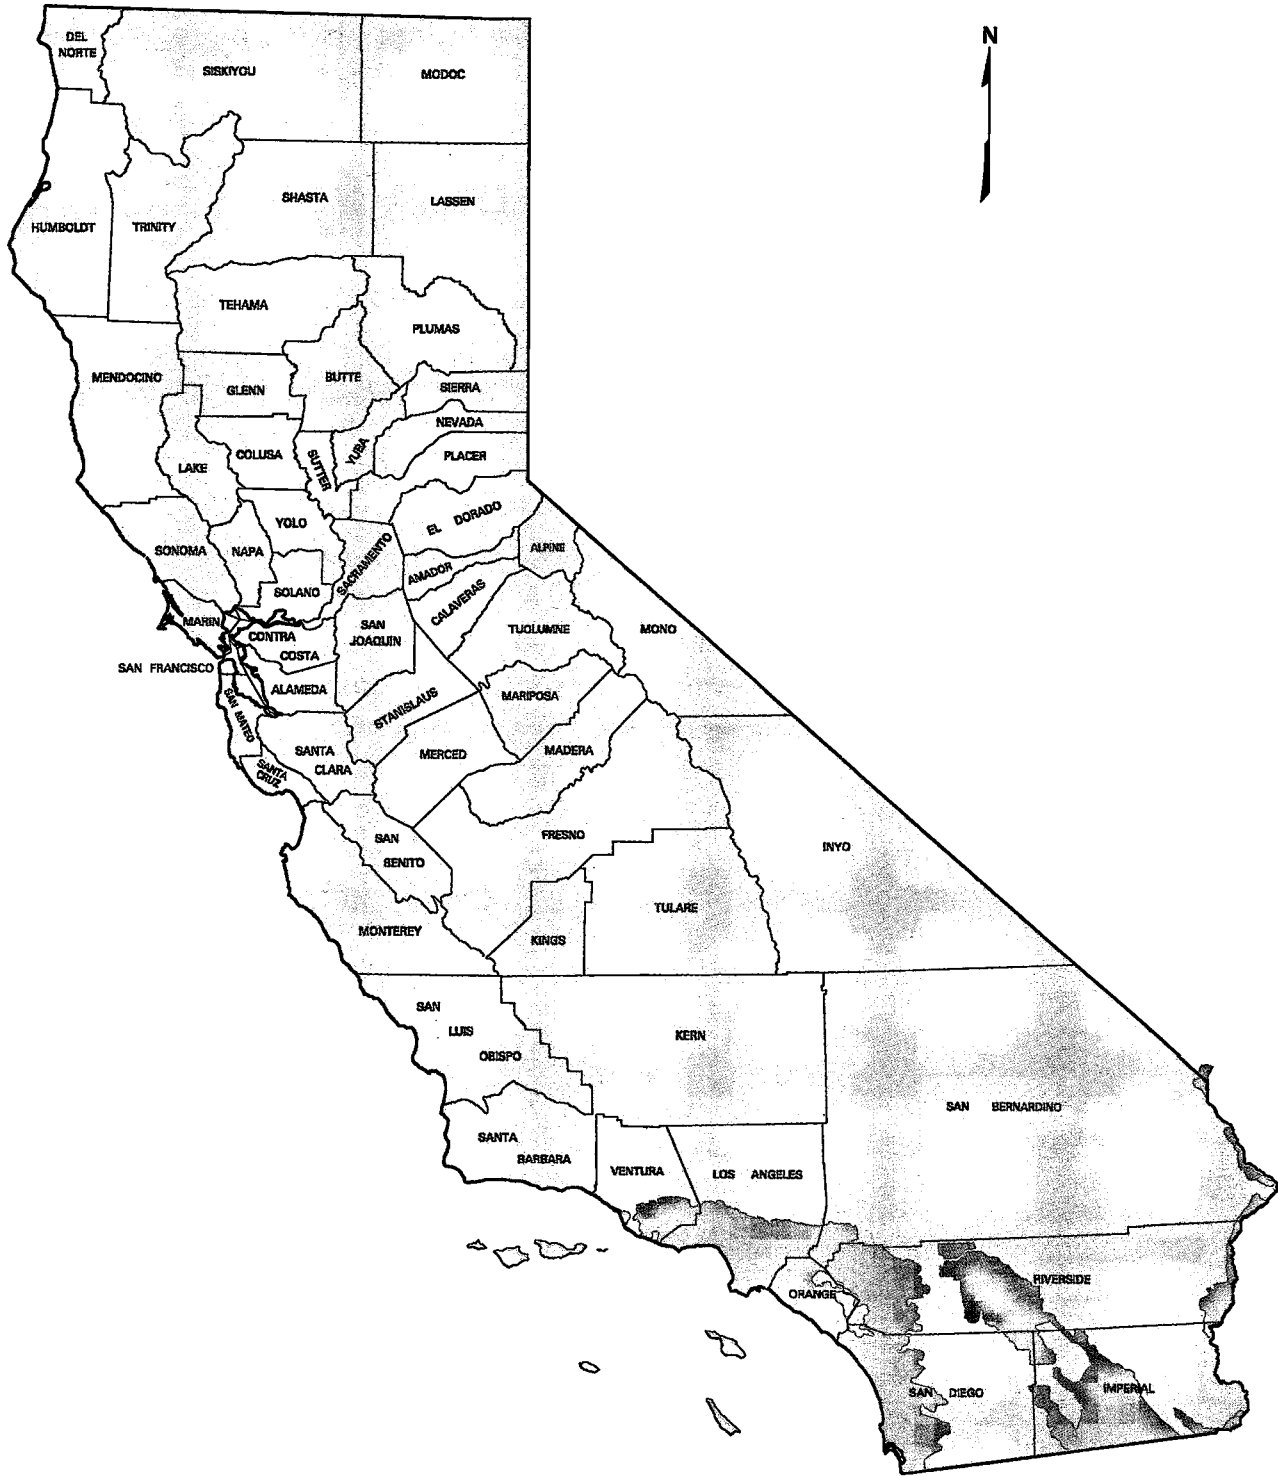 N
DEL
NORTE
SISKIYOU
MODOC
HUMBOLDT
TRINITY
SHASTA
LASSEN
TEHAMA
PLUMAS
MENDOCINO
GLENN
BUTTE
SIERRA
NEVADA
YUBA
PLACER
LAKE
COLUSA
SUTTER
YOLO
EL DORADO
SONOMA
NAPA
SACRAMENTO
ALPINE
AMADOR
SOLANO
CALAVERAS
MARIN
CONTRA
COSTA
SAN
JOAQUIN
TUOLUMNE
MONO
SAN FRANCISCO
ALAMEDA
SAN MATEO
STANISLAUS
MARIPOSA
SANTA
CLARA
MERCED
MADERA
SANTA
CRUZ
SAN
BENITO
FRESNO
INYO
MONTEREY
KINGS
TULARE
SAN
LUIS
OBISPO
KERN
SAN BERNARDINO
SANTA
BARBARA
VENTURA
LOS ANGELES
ORANGE
RIVERSIDE
SAN DIEGO
IMPERIAL